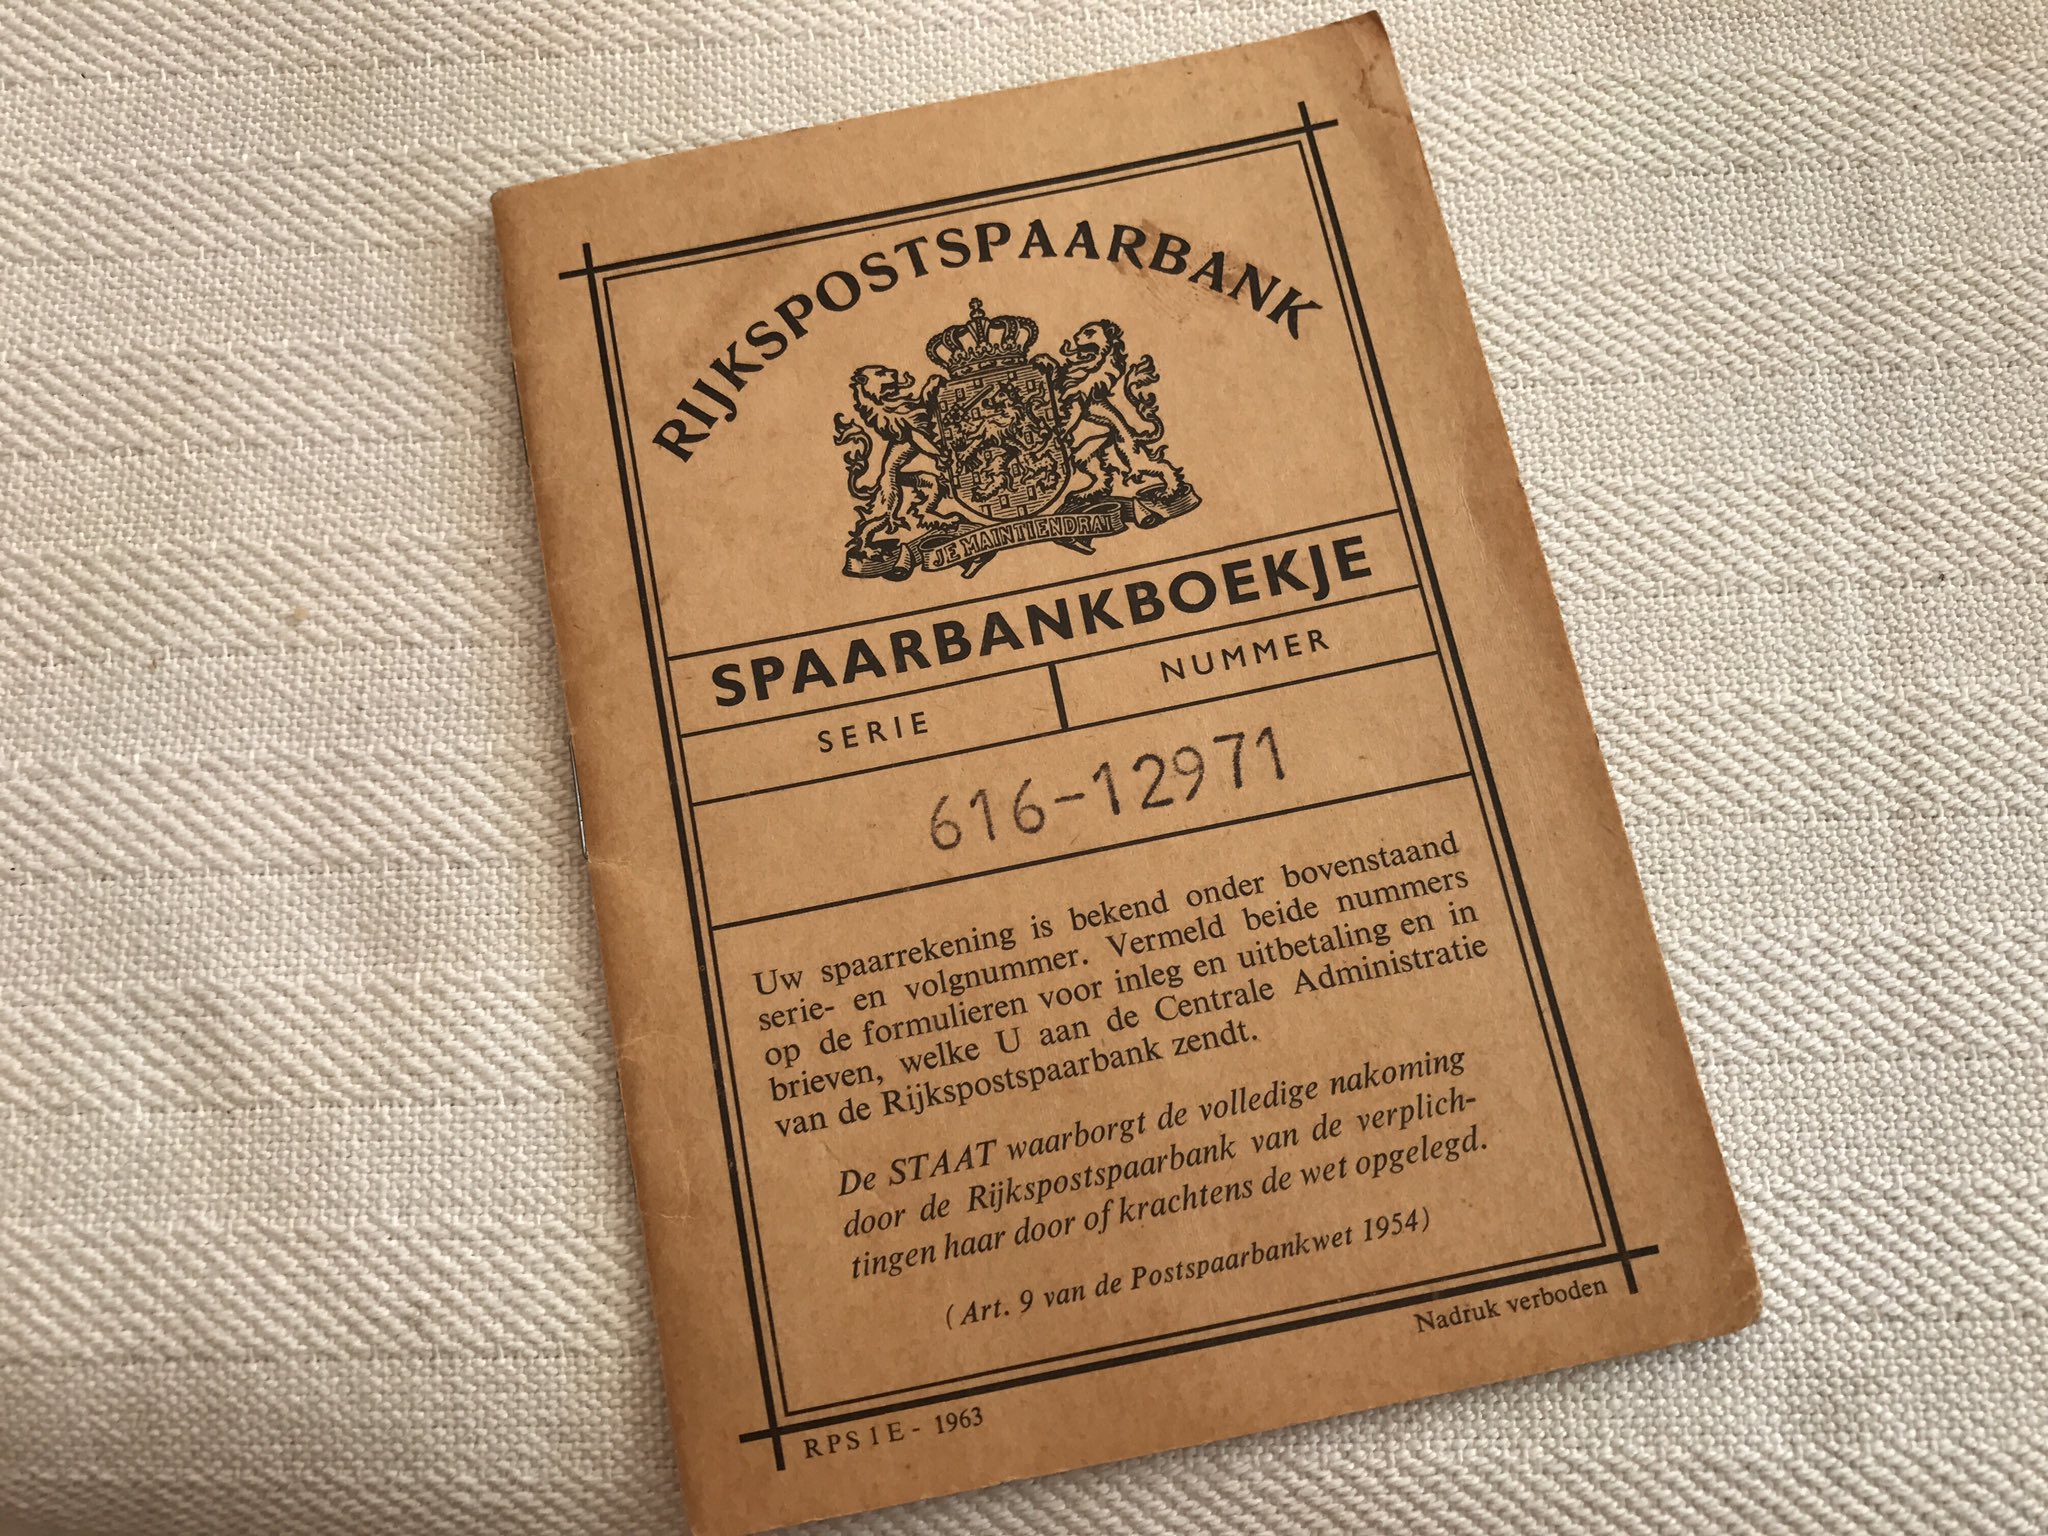 RIJKSPOSTSPAARBANK
JE MAINTIENDRAI
SPAARBANKBOEKJE
SERIE NUMMER
616-12971
Uw spaarrekening is bekend onder bovenstaand
serie- en volgnummer. Vermeld beide nummers
op de formulieren voor inleg en uitbetaling en in
brieven, welke U aan de Centrale Administratie
van de Rijkspostspaarbank zendt.
De STAAT waarborgt de volledige nakoming
door de Rijkspostspaarbank van de verplich-
tingen haar door of krachtens de wet opgelegd.
(Art. 9 van de Postspaarbankwet 1954)
RPS 1 E - 1963
Nadruk verboden